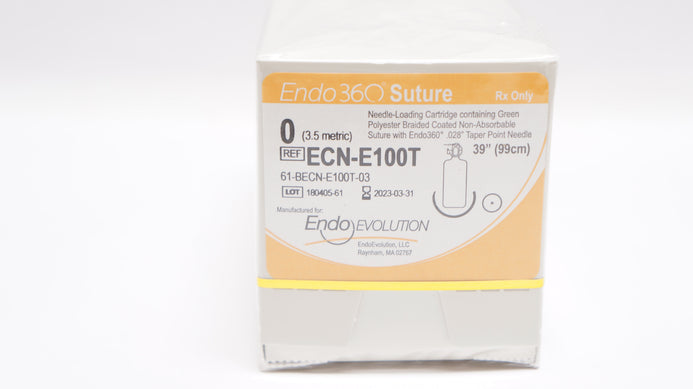 Endo360® Suture
Rx Only
Needle-Loading Cartridge containing Green
Polyester Braided Coated Non-Absorbable
Suture with Endo360° .028" Taper Point Needle
0 (3.5 metric)
REF ECN-E100T
39" (99cm)
61-BECN-E100T-03
LOT 180405-61
2023-03-31
Manufactured for:
Endo EVOLUTION
EndoEvolution, LLC
Raynham, MA 02767